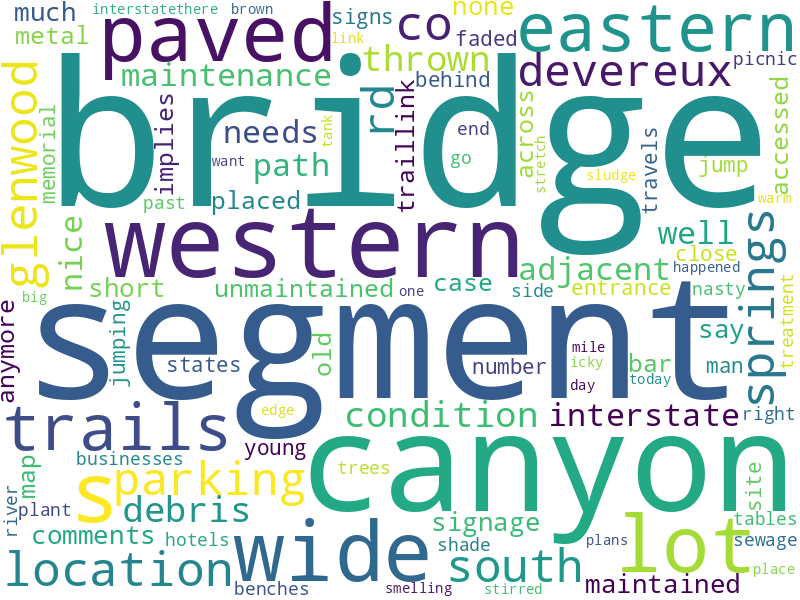 much
interstatethere
brown
signs
none
paved
co
link
faded
eastern
metal
maintenance
thrown
behind
devereux
picnic
bridge
glenwood
memorial
implies
needs
rd
end
traillink
across
stretch
travels
jump
accessed
tank
want
path
go
sludge
past
placed
warm
nice
western
well
close
springs
adjacent
happened
big
short
unmaintained
case
one
side
entrance
nasty
treatment
anymore
jumping
segment
say
old
states
number
mile
icky
bar
man
day
today
trails
edge
condition
interstate
right
young
canyon
businesses
map
s
parking
trees
site
river
plant
debris
lot
tables
comments
hotels
wide
signage
shade
plans
sewage
location
south
place
benches
smelling
stirred
maintained